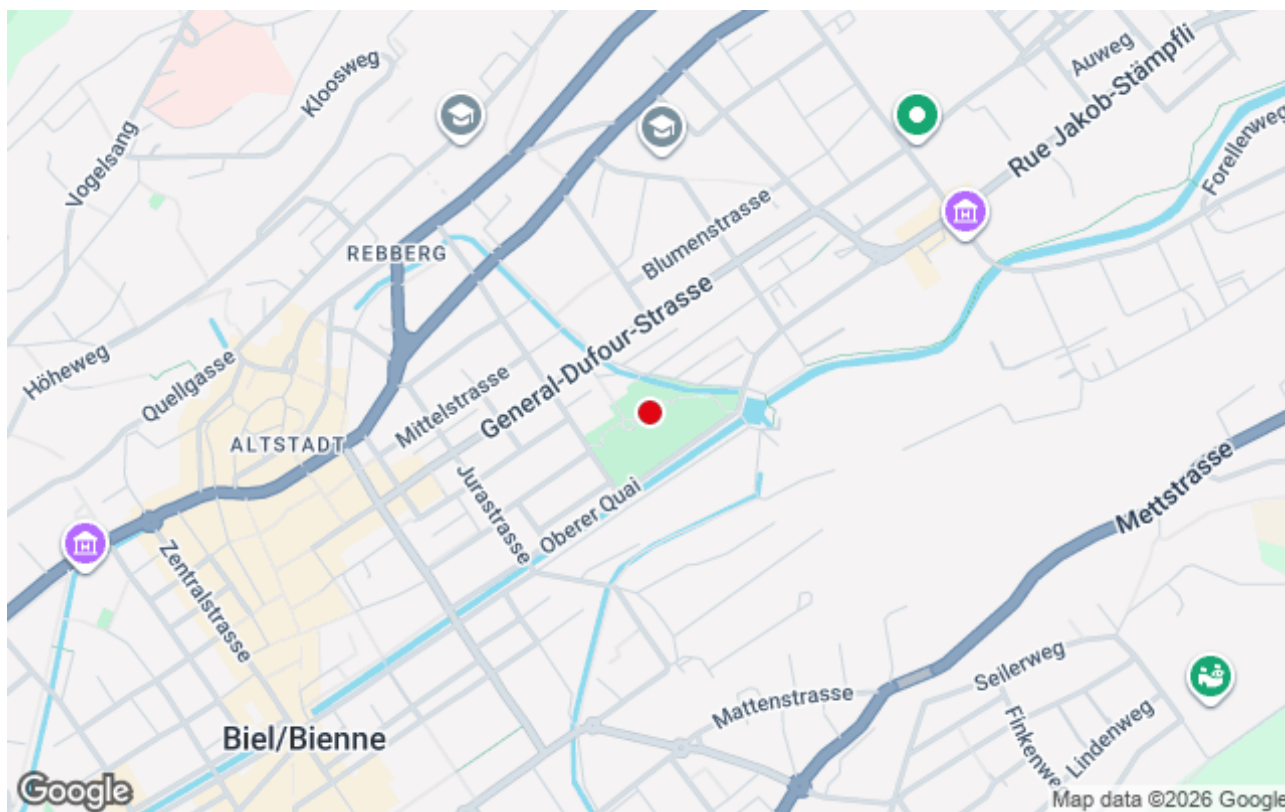 Kloosweg
Auweg
Rue Jakob-Stämpfli
Vogelsang
Forellenweg
Blumenstrasse
REBBERG
General-Dufour-Strasse
Höheweg
Quellgasse
Mittelstrasse
ALTSTADT
Jurastrasse
Oberer Quai
Mettstrasse
Zentralstrasse
Seilerweg
Mattenstrasse
Finkenwe
Lindenweg
Biel/Bienne
Google
Map data ©2026 Google